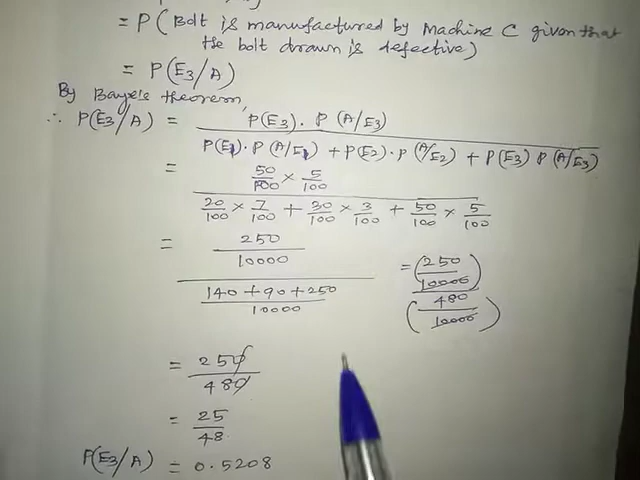 = P( Bolt is manufactured by Machine C given that
the bolt drawn is defective)
= P(E3/A)
By Baye's theorem,
∴ P(E3/A) = P(E3). P(A/E3)
P(E1). P(A/E1) + P(E2). P(A/E2) + P(E3) P(A/E3)
= 50/100 × 5/100
20/100 × 7/100 + 30/100 × 3/100 + 50/100 × 5/100
= 250/10000
140 + 90 + 250/10000
= (250/10000)
(480/10000)
= 250/480
= 25/48
P(E3/A) = 0.5208